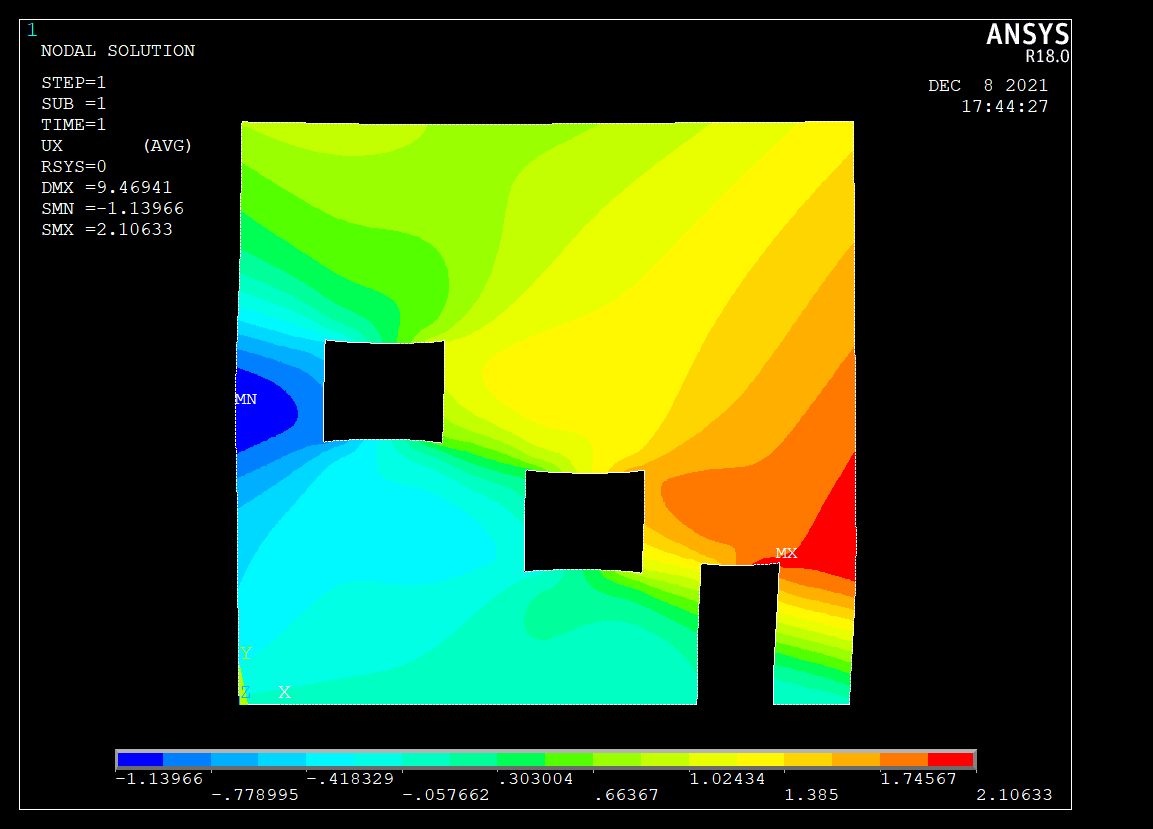 1
ANSYS
R18.0
NODAL SOLUTION
DEC 8 2021
17:44:27
STEP=1
SUB =1
TIME=1
UX (AVG)
RSYS=0
DMX =9.46941
SMN =-1.13966
SMX =2.10633
MN
MX
Y
Z X
-1.13966 -.418329 .303004 1.02434 1.74567
-.778995 -.057662 .66367 1.385 2.10633